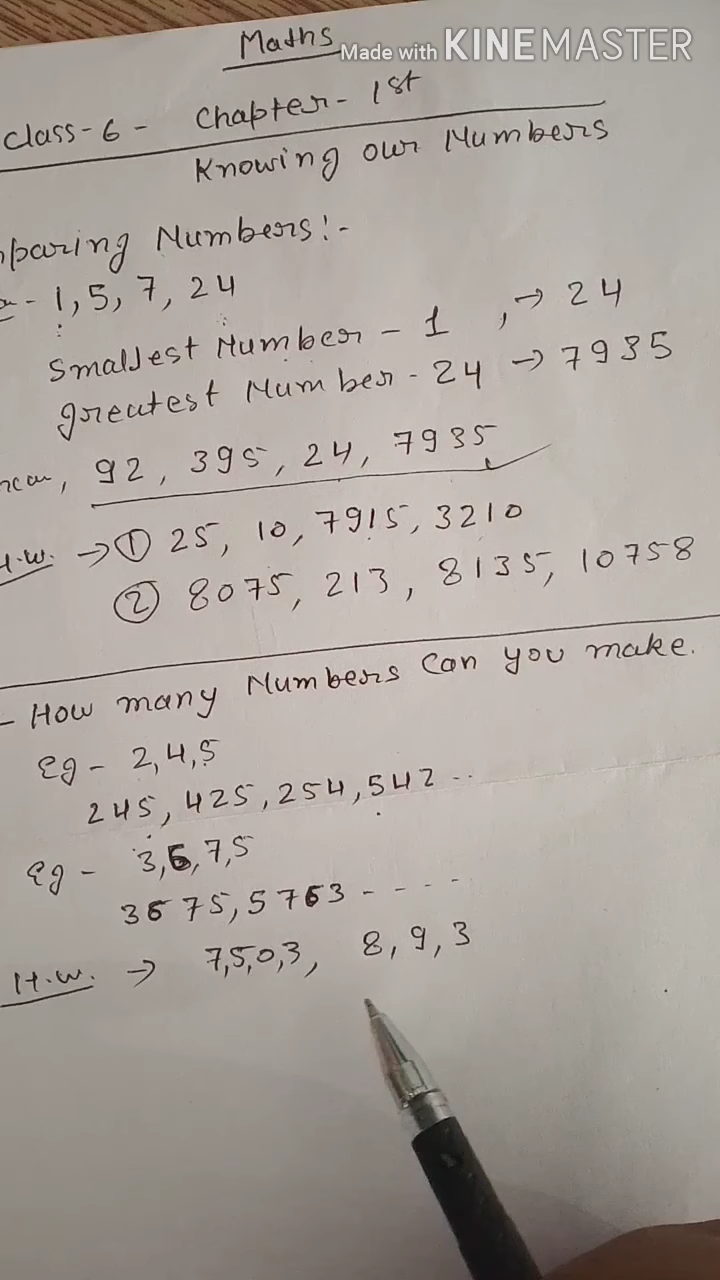 Maths
Made with KINEMASTER
class-6 - Chapter- 1st
Knowing our Numbers
paring Numbers:-
- 1, 5, 7, 24
Smallest Number - 1 , → 24
greatest Number - 24 → 7935
92, 395, 24, 7935
H.W. → ① 25, 10, 7915, 3210
② 8075, 213, 8135, 10758
- How many Numbers can you make.
Eg - 2,4,5
245, 425, 254, 542 ..
Eg - 3,6,7,5
3675, 5763 - - - -
H.W. → 7,5,0,3, 8,9,3